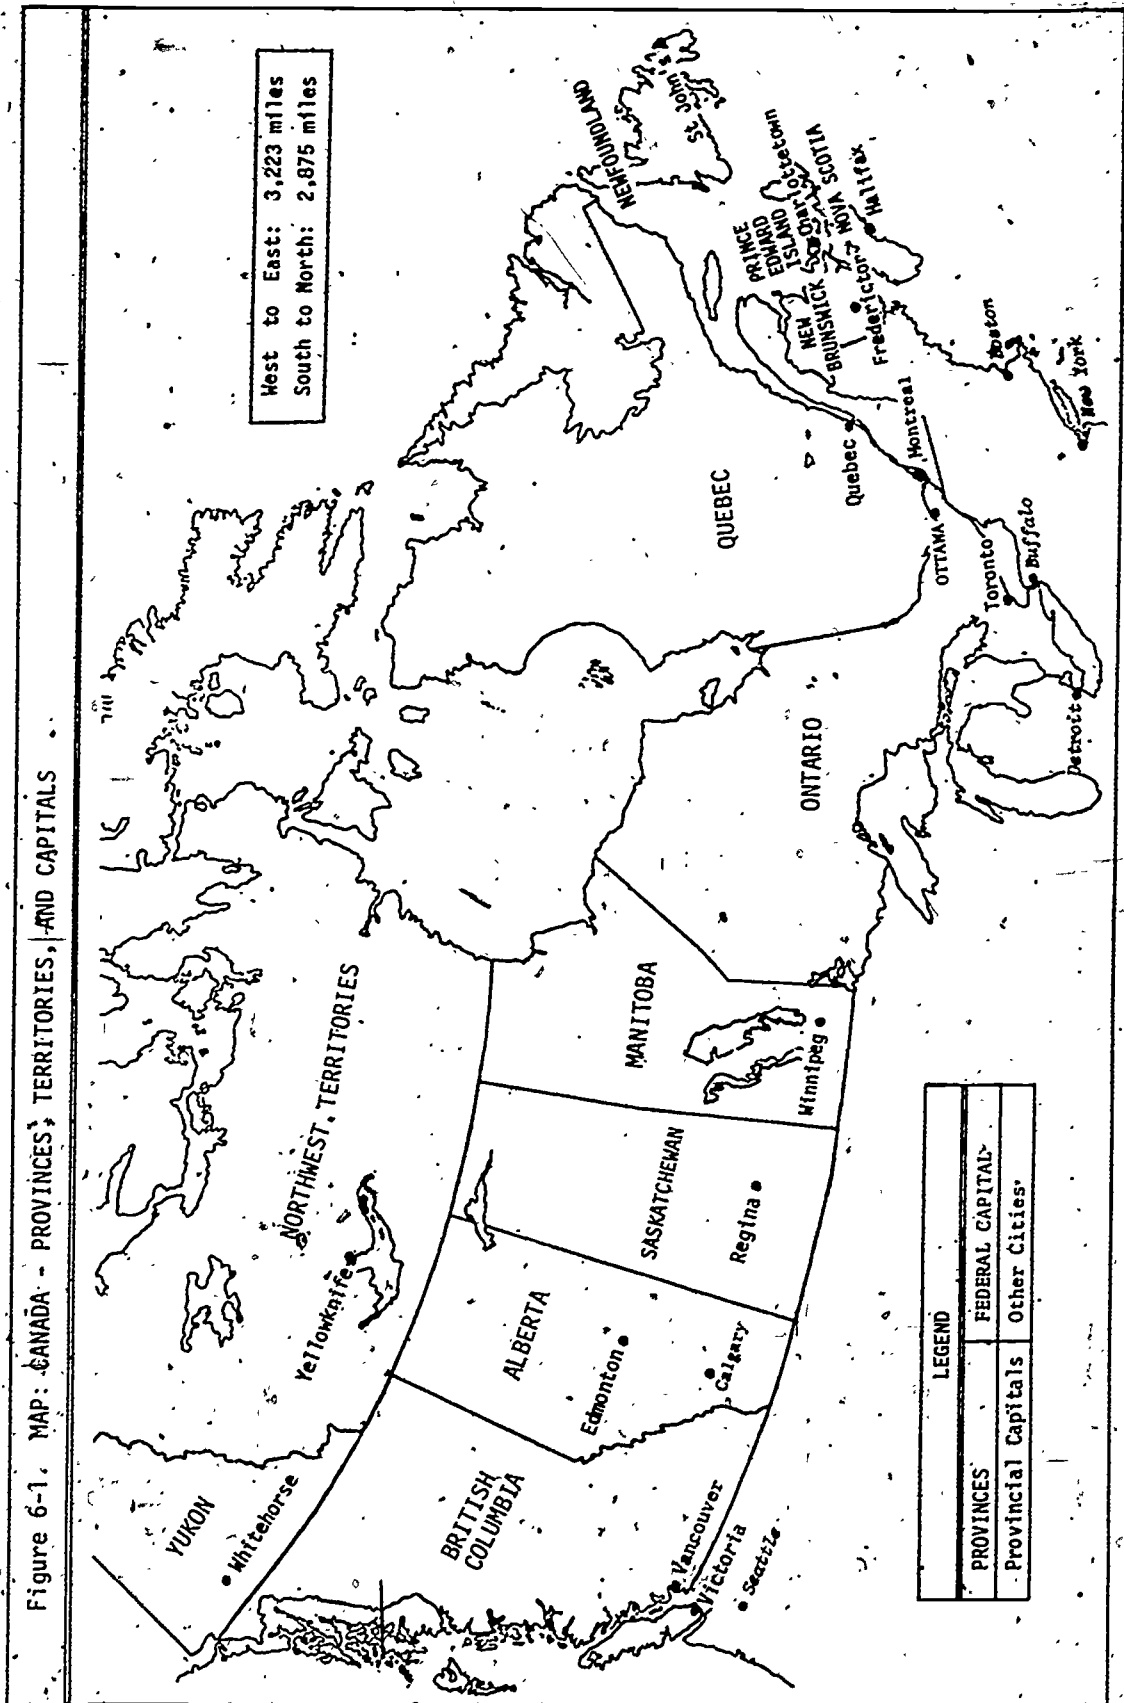 Figure 6-1. MAP: CANADA - PROVINCES, TERRITORIES, AND CAPITALS
West to East: 3,223 miles
South to North: 2,875 miles
YUKON
Whitehorse
NORTHWEST TERRITORIES
Yellowknife
BRITISH
COLUMBIA
Vancouver
Victoria
Seattle
ALBERTA
Edmonton
Calgary
SASKATCHEWAN
Regina
MANITOBA
Winnipeg
ONTARIO
OTTAWA
Toronto
Buffalo
Detroit
QUEBEC
Quebec
Montreal
NEWFOUNDLAND
St. John's
PRINCE
EDWARD
ISLAND
Charlottetown
NEW
BRUNSWICK
Fredericton
NOVA SCOTIA
Halifax
Boston
New York
LEGEND
PROVINCES
FEDERAL CAPITAL
Provincial Capitals
Other Cities